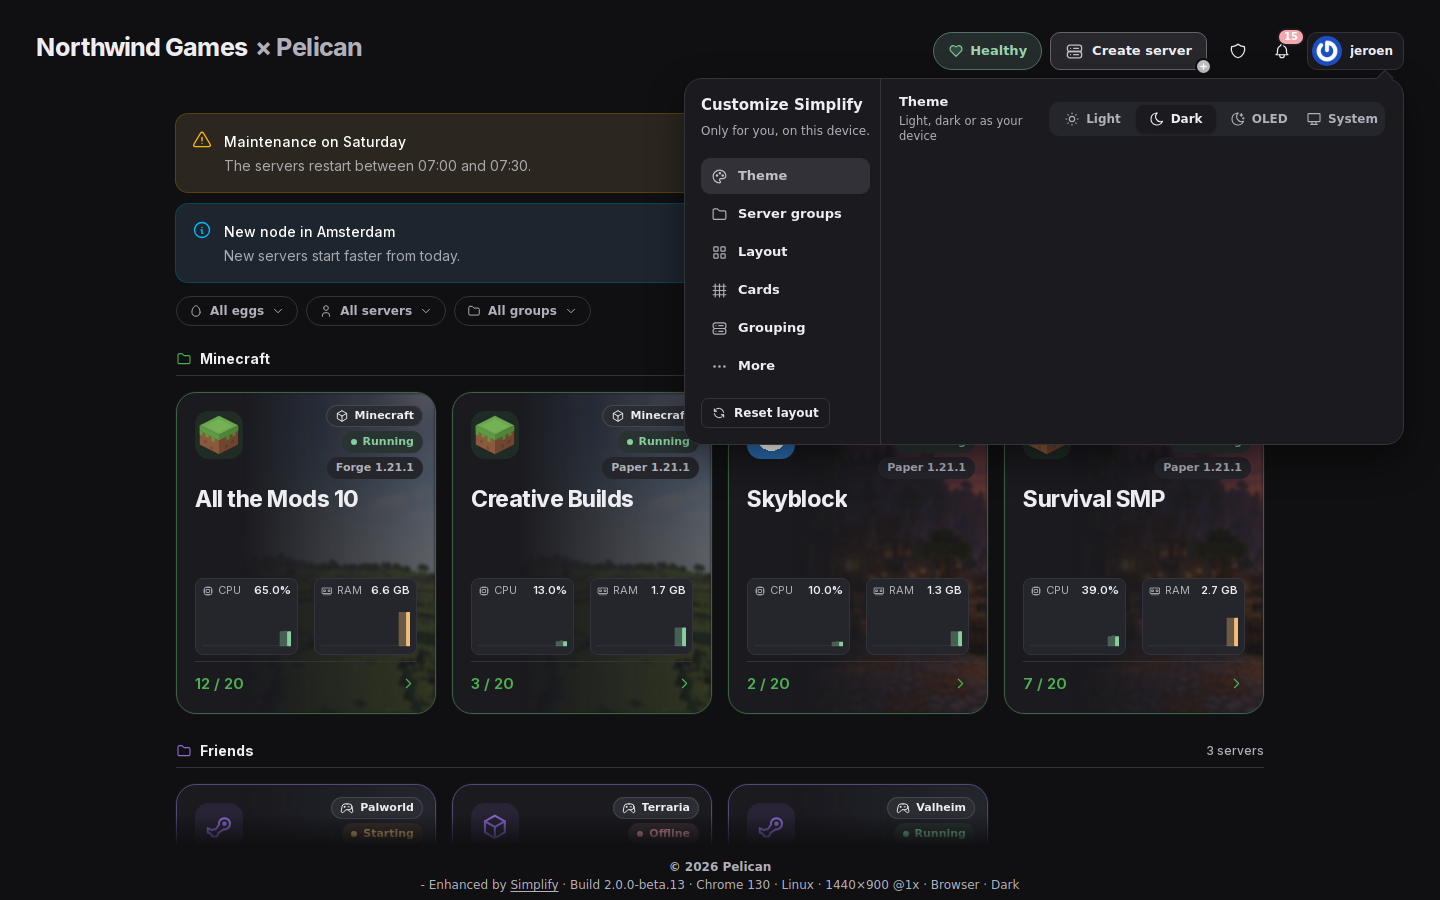 Northwind Games × Pelican
Healthy
Create server
15
jeroen
Customize Simplify
Only for you, on this device.
Theme
Server groups
Layout
Cards
Grouping
More
Reset layout
Theme
Light, dark or as your
device
Light
Dark
OLED
System
Maintenance on Saturday
The servers restart between 07:00 and 07:30.
New node in Amsterdam
New servers start faster from today.
All eggs
All servers
All groups
Minecraft
Minecraft
Running
Forge 1.21.1
All the Mods 10
CPU 65.0%
RAM 6.6 GB
12 / 20
Minecraf
Running
Paper 1.21.1
Creative Builds
CPU 13.0%
RAM 1.7 GB
3 / 20
Paper 1.21.1
Skyblock
CPU 10.0%
RAM 1.3 GB
2 / 20
Paper 1.21.1
Survival SMP
CPU 39.0%
RAM 2.7 GB
7 / 20
Friends
3 servers
Palworld
Starting
Terraria
Offline
Valheim
Running
© 2026 Pelican
- Enhanced by Simplify · Build 2.0.0-beta.13 · Chrome 130 · Linux · 1440×900 @1x · Browser · Dark